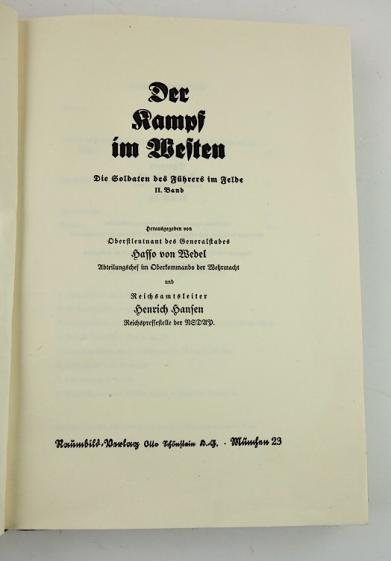 Der
Kampf
im Westen
Die Soldaten des Führers im Felde
II. Band
Herausgegeben von
Oberstleutnant des Generalstabes
Hasso von Wedel
Abteilungschef im Oberkommando der Wehrmacht
und
Reichsamtsleiter
Henrich Hansen
Reichspressestelle der NSDAP.
Raumbild-Verlag Otto Schönstein K.-G. · München 23